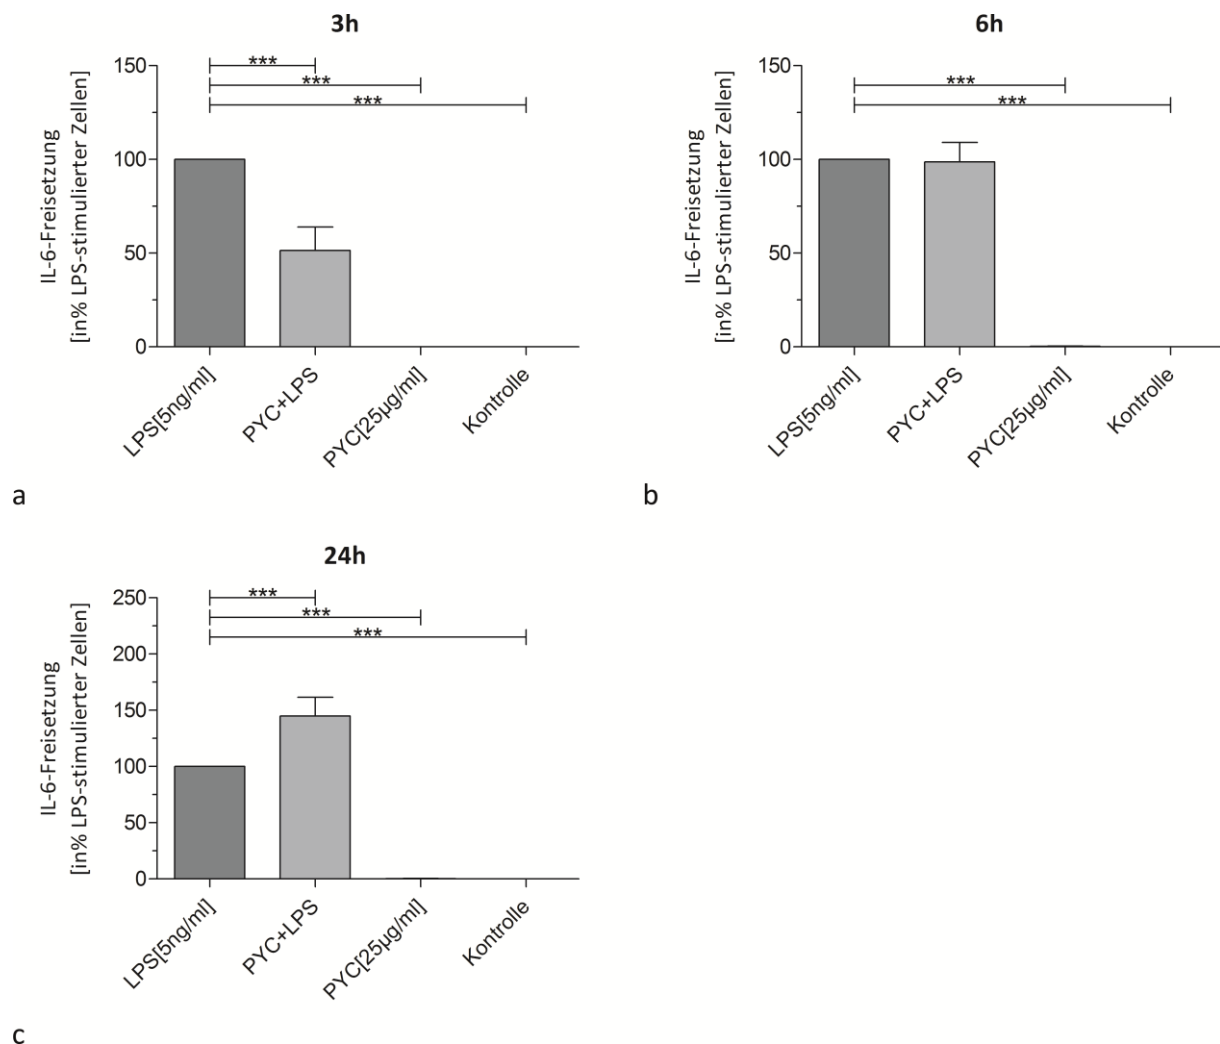 3h
IL-6-Freisetzung
[in% LPS-stimulierter Zellen]
150
100
50
0
***
***
***
LPS[5ng/ml]
PYC+LPS
PYC[25µg/ml]
Kontrolle
a
6h
IL-6-Freisetzung
[in% LPS-stimulierter Zellen]
150
100
50
0
***
***
LPS[5ng/ml]
PYC+LPS
PYC[25µg/ml]
Kontrolle
b
24h
IL-6-Freisetzung
[in% LPS-stimulierter Zellen]
250
200
150
100
50
0
***
***
***
LPS[5ng/ml]
PYC+LPS
PYC[25µg/ml]
Kontrolle
c